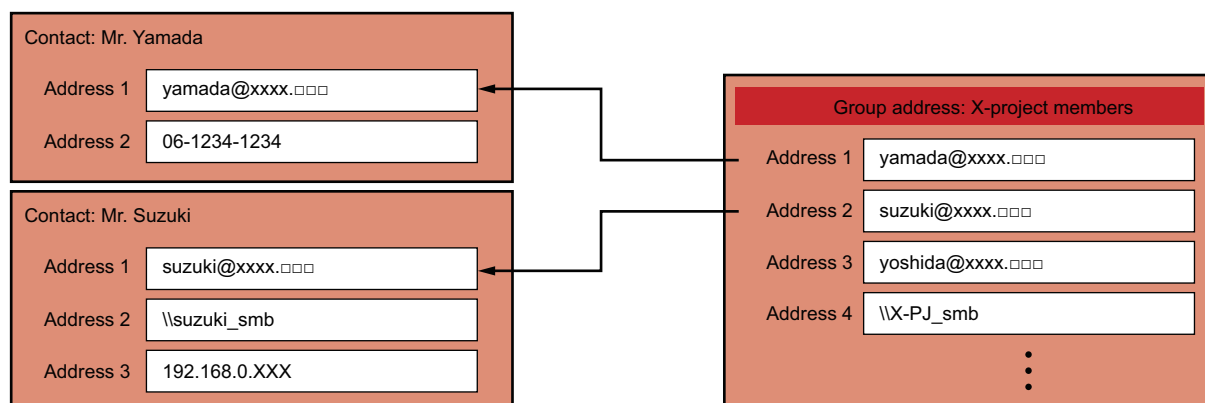 Contact: Mr. Yamada
Address 1 yamada@xxxx.□□□
Address 2 06-1234-1234
Contact: Mr. Suzuki
Address 1 suzuki@xxxx.□□□
Address 2 \\suzuki_smb
Address 3 192.168.0.XXX
Group address: X-project members
Address 1 yamada@xxxx.□□□
Address 2 suzuki@xxxx.□□□
Address 3 yoshida@xxxx.□□□
Address 4 \\X-PJ_smb